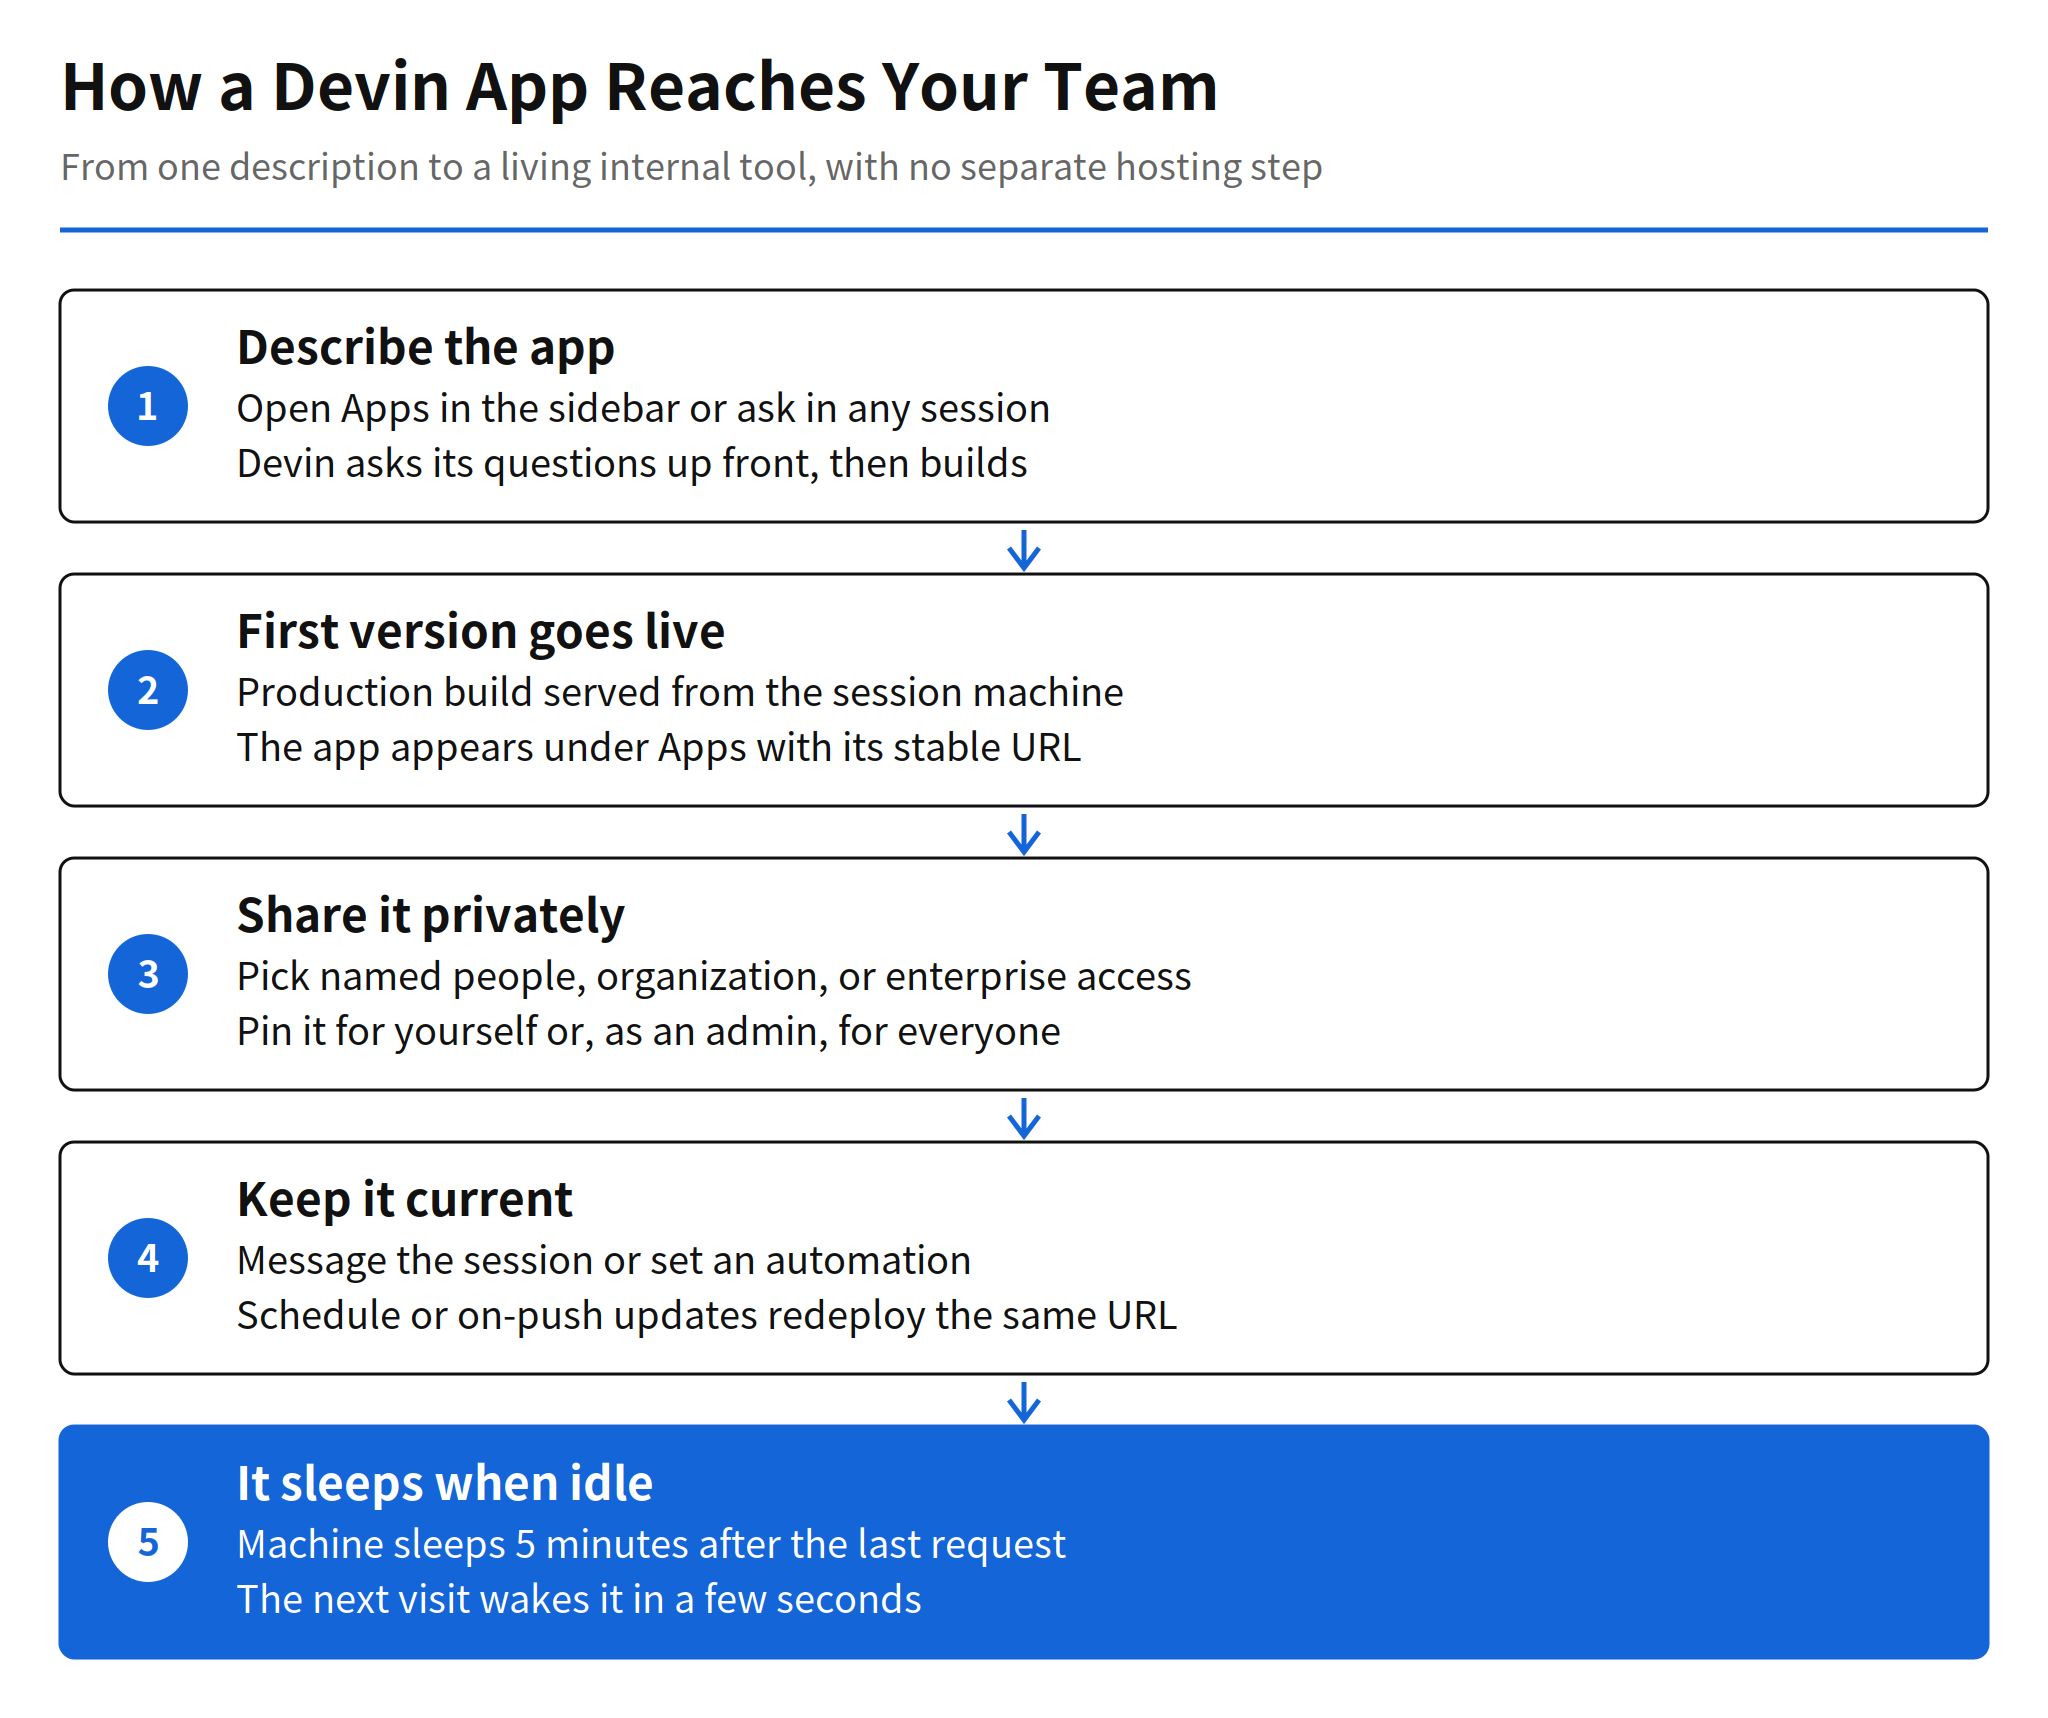 How a Devin App Reaches Your Team
From one description to a living internal tool, with no separate hosting step
1
Describe the app
Open Apps in the sidebar or ask in any session
Devin asks its questions up front, then builds
2
First version goes live
Production build served from the session machine
The app appears under Apps with its stable URL
3
Share it privately
Pick named people, organization, or enterprise access
Pin it for yourself or, as an admin, for everyone
4
Keep it current
Message the session or set an automation
Schedule or on-push updates redeploy the same URL
5
It sleeps when idle
Machine sleeps 5 minutes after the last request
The next visit wakes it in a few seconds